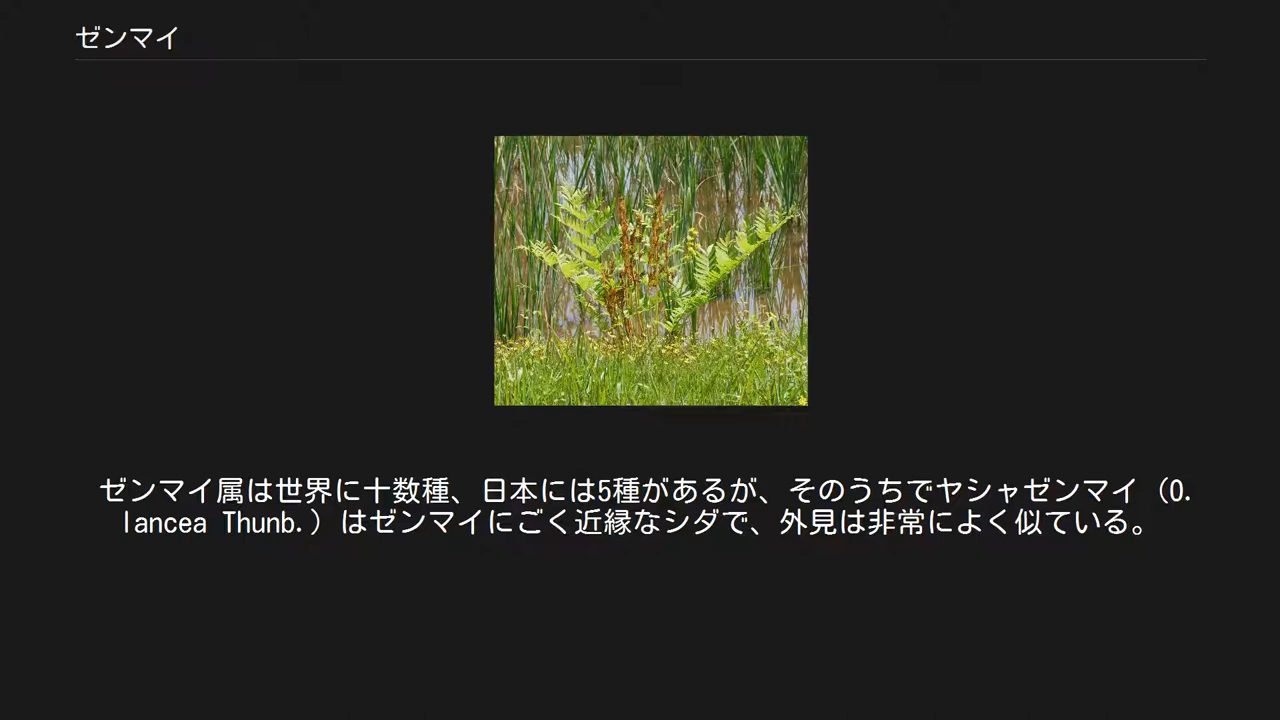 ゼンマイ
ゼンマイ属は世界に十数種、日本には5種があるが、そのうちでヤシャゼンマイ（O.
lancea Thunb.）はゼンマイにごく近縁なシダで、外見は非常によく似ている。